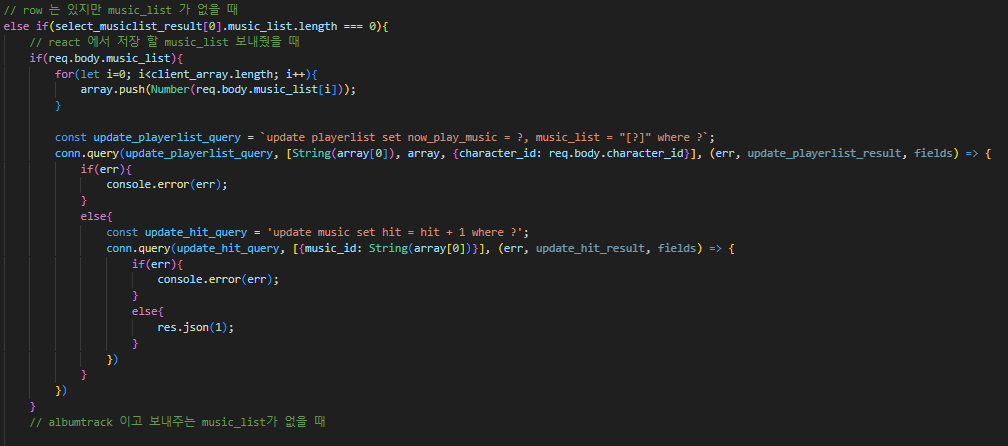 // row 는 있지만 music_list 가 없을 때
else if(select_musiclist_result[0].music_list.length === 0){
// react 에서 저장 할 music_list 보내줬을 때
if(req.body.music_list){
for(let i=0; i<client_array.length; i++){
array.push(Number(req.body.music_list[i]));
}
const update_playerlist_query = `update playerlist set now_play_music = ?, music_list = "[?]" where ?`;
conn.query(update_playerlist_query, [String(array[0]), array, {character_id: req.body.character_id}], (err, update_playerlist_result, fields) => {
if(err){
console.error(err);
}
else{
const update_hit_query = 'update music set hit = hit + 1 where ?';
conn.query(update_hit_query, [{music_id: String(array[0])}], (err, update_hit_result, fields) => {
if(err){
console.error(err);
}
else{
res.json(1);
}
})
}
})
}
// albumtrack 이고 보내주는 music_list가 없을 때